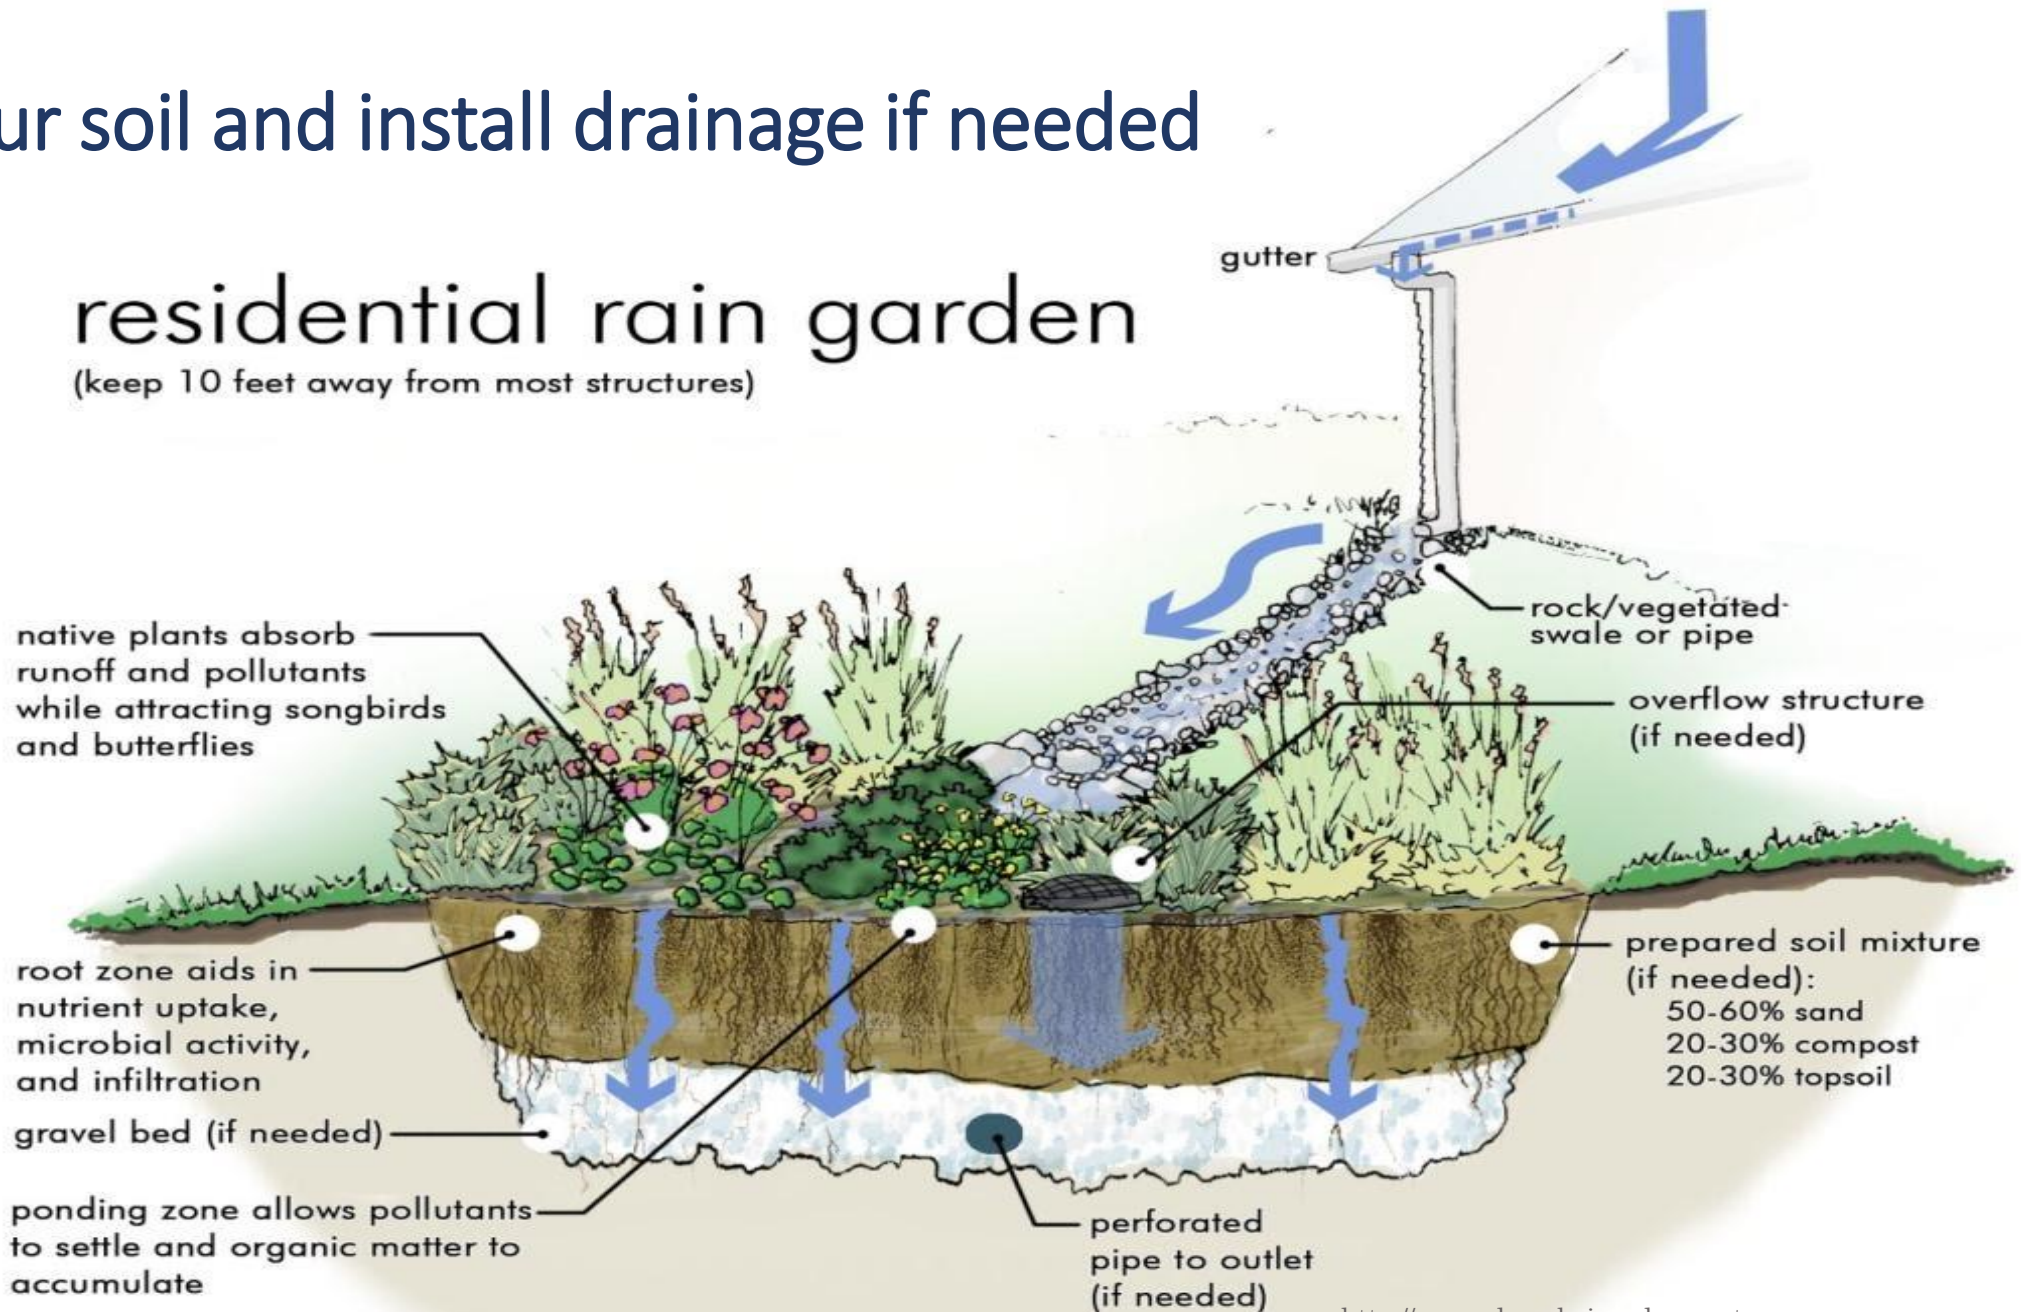 ur soil and install drainage if needed
residential rain garden
(keep 10 feet away from most structures)
gutter
native plants absorb
runoff and pollutants
while attracting songbirds
and butterflies
rock/vegetated
swale or pipe
overflow structure
(if needed)
root zone aids in
nutrient uptake,
microbial activity,
and infiltration
prepared soil mixture
(if needed):
50-60% sand
20-30% compost
20-30% topsoil
gravel bed (if needed)
ponding zone allows pollutants
to settle and organic matter to
accumulate
perforated
pipe to outlet
(if needed)